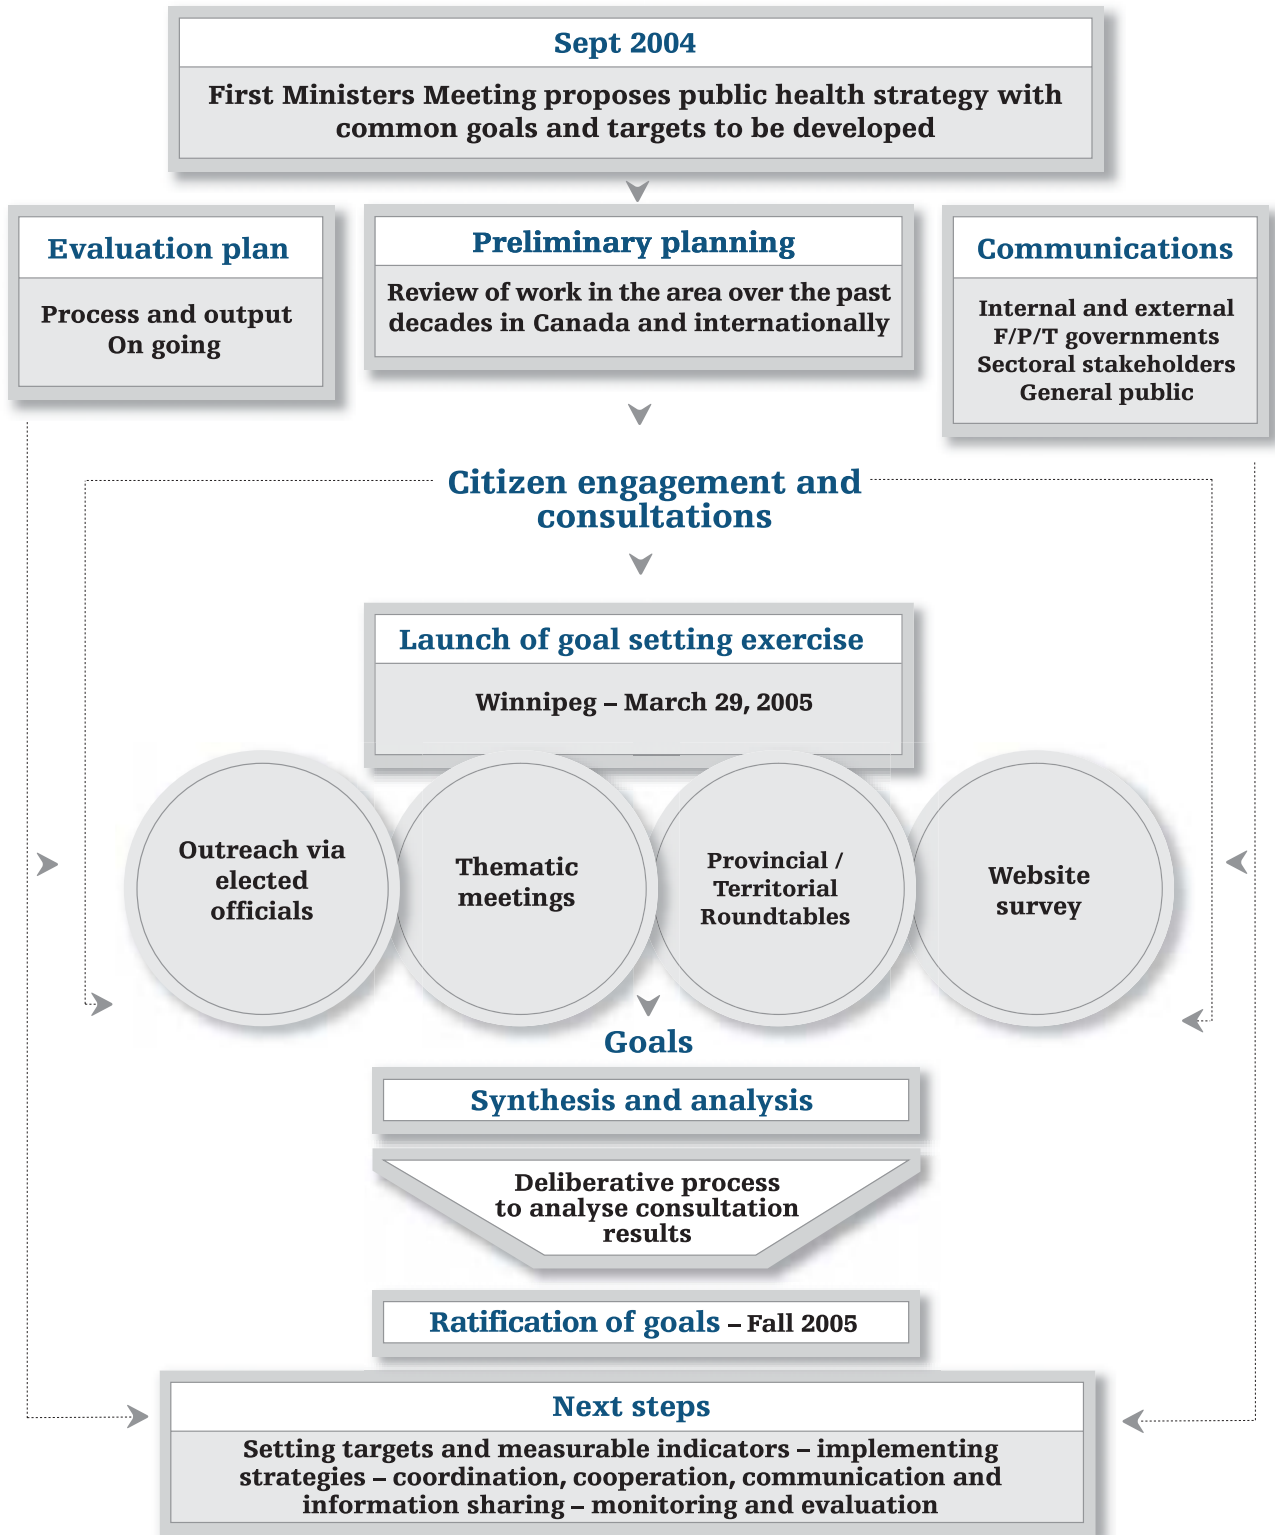 Sept 2004
First Ministers Meeting proposes public health strategy with
common goals and targets to be developed
Evaluation plan
Process and output
On going
Preliminary planning
Review of work in the area over the past
decades in Canada and internationally
Communications
Internal and external
F/P/T governments
Sectoral stakeholders
General public
Citizen engagement and
consultations
Launch of goal setting exercise
Winnipeg – March 29, 2005
Outreach via
elected
officials
Thematic
meetings
Provincial /
Territorial
Roundtables
Website
survey
Goals
Synthesis and analysis
Deliberative process
to analyse consultation
results
Ratification of goals – Fall 2005
Next steps
Setting targets and measurable indicators – implementing
strategies – coordination, cooperation, communication and
information sharing – monitoring and evaluation